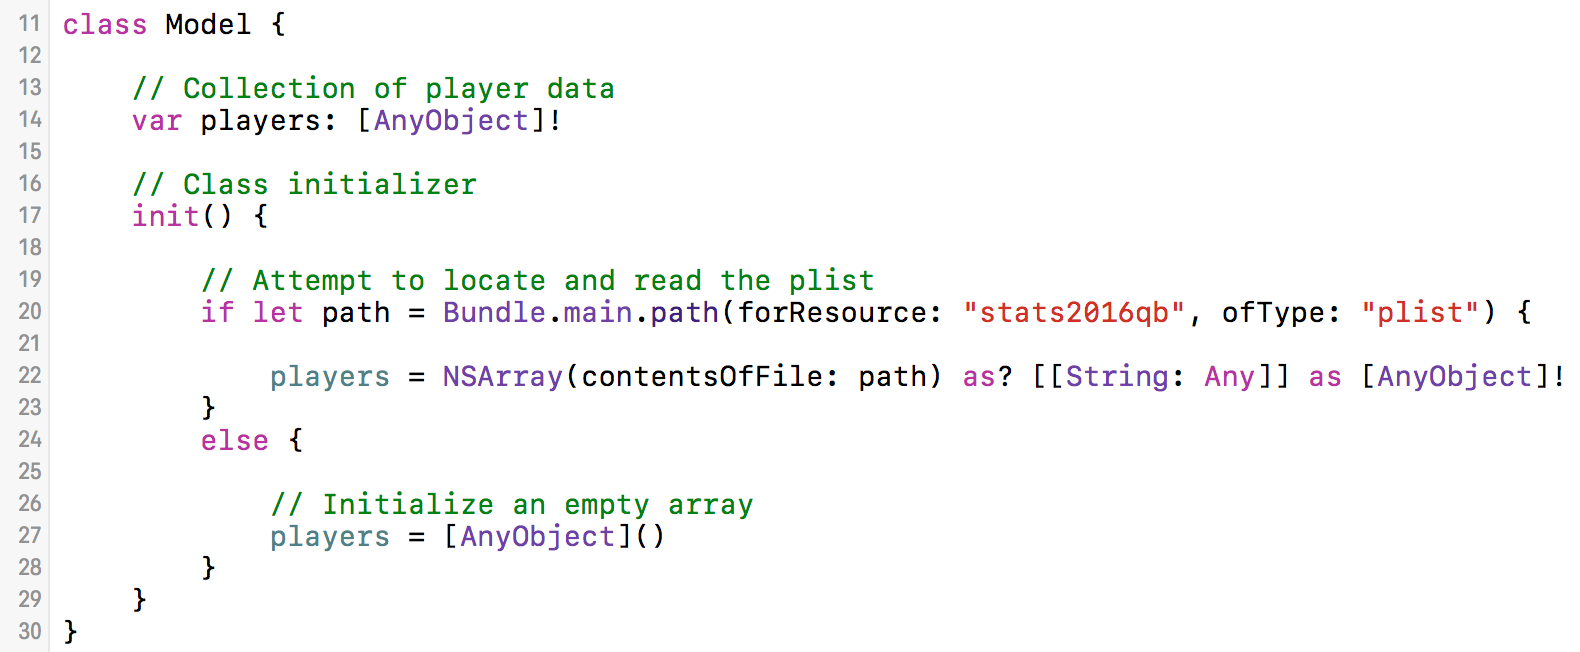 11 class Model {
12
13     // Collection of player data
14     var players: [AnyObject]!
15
16     // Class initializer
17     init() {
18
19         // Attempt to locate and read the plist
20         if let path = Bundle.main.path(forResource: "stats2016qb", ofType: "plist") {
21
22             players = NSArray(contentsOfFile: path) as? [[String: Any]] as [AnyObject]!
23         }
24         else {
25
26             // Initialize an empty array
27             players = [AnyObject]()
28         }
29     }
30 }